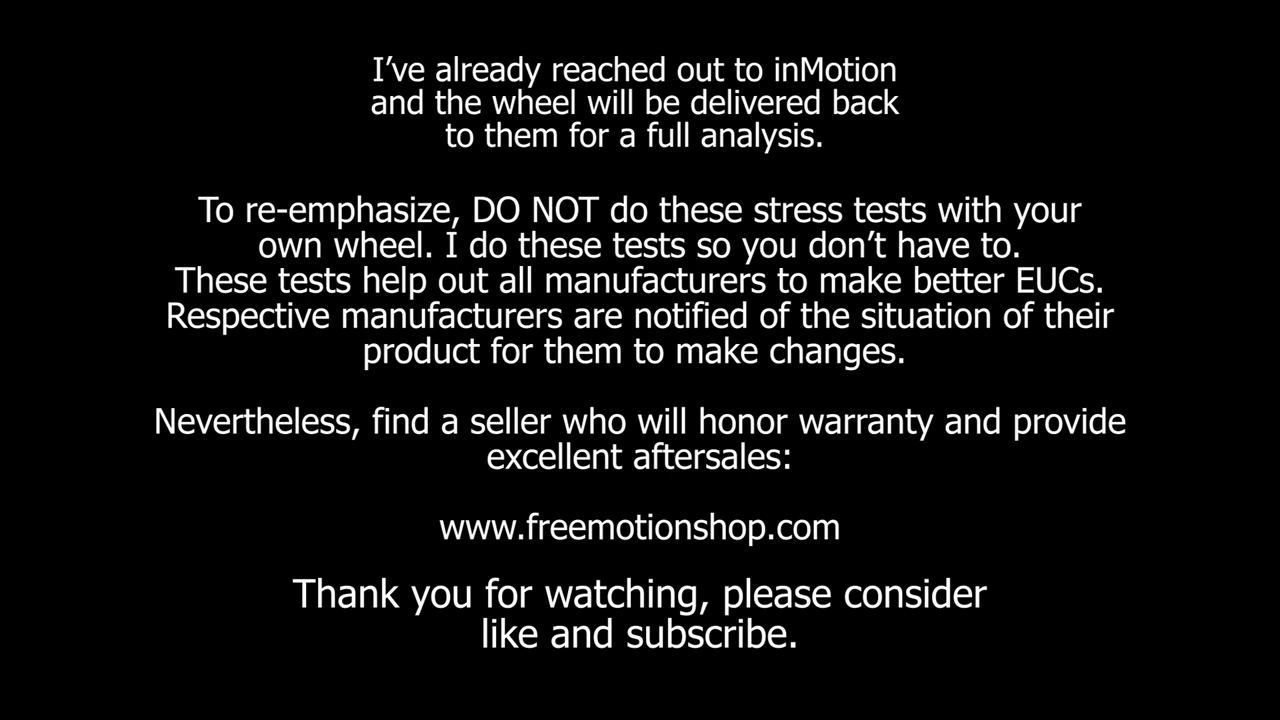 I’ve already reached out to inMotion
and the wheel will be delivered back
to them for a full analysis.
To re-emphasize, DO NOT do these stress tests with your
own wheel. I do these tests so you don’t have to.
These tests help out all manufacturers to make better EUCs.
Respective manufacturers are notified of the situation of their
product for them to make changes.
Nevertheless, find a seller who will honor warranty and provide
excellent aftersales:
www.freemotionshop.com
Thank you for watching, please consider
like and subscribe.